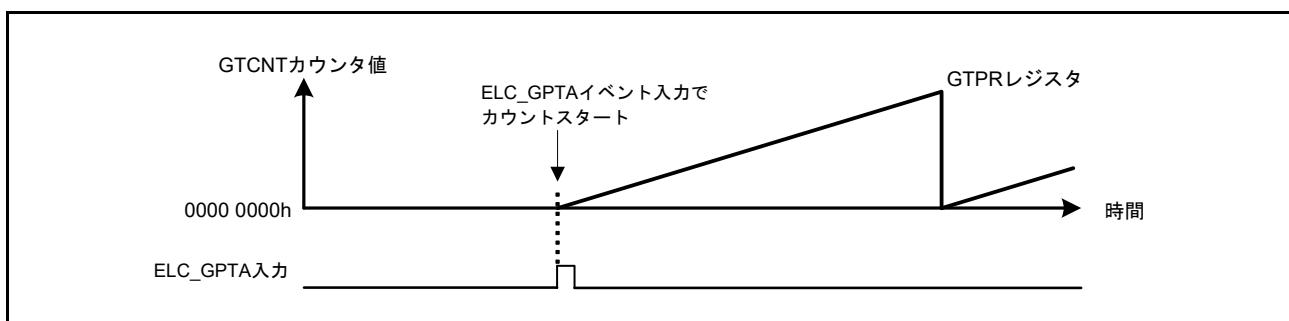 GTCNTカウンタ値
GTPRレジスタ
ELC_GPTAイベント入力で
カウントスタート
0000 0000h
時間
ELC_GPTA入力